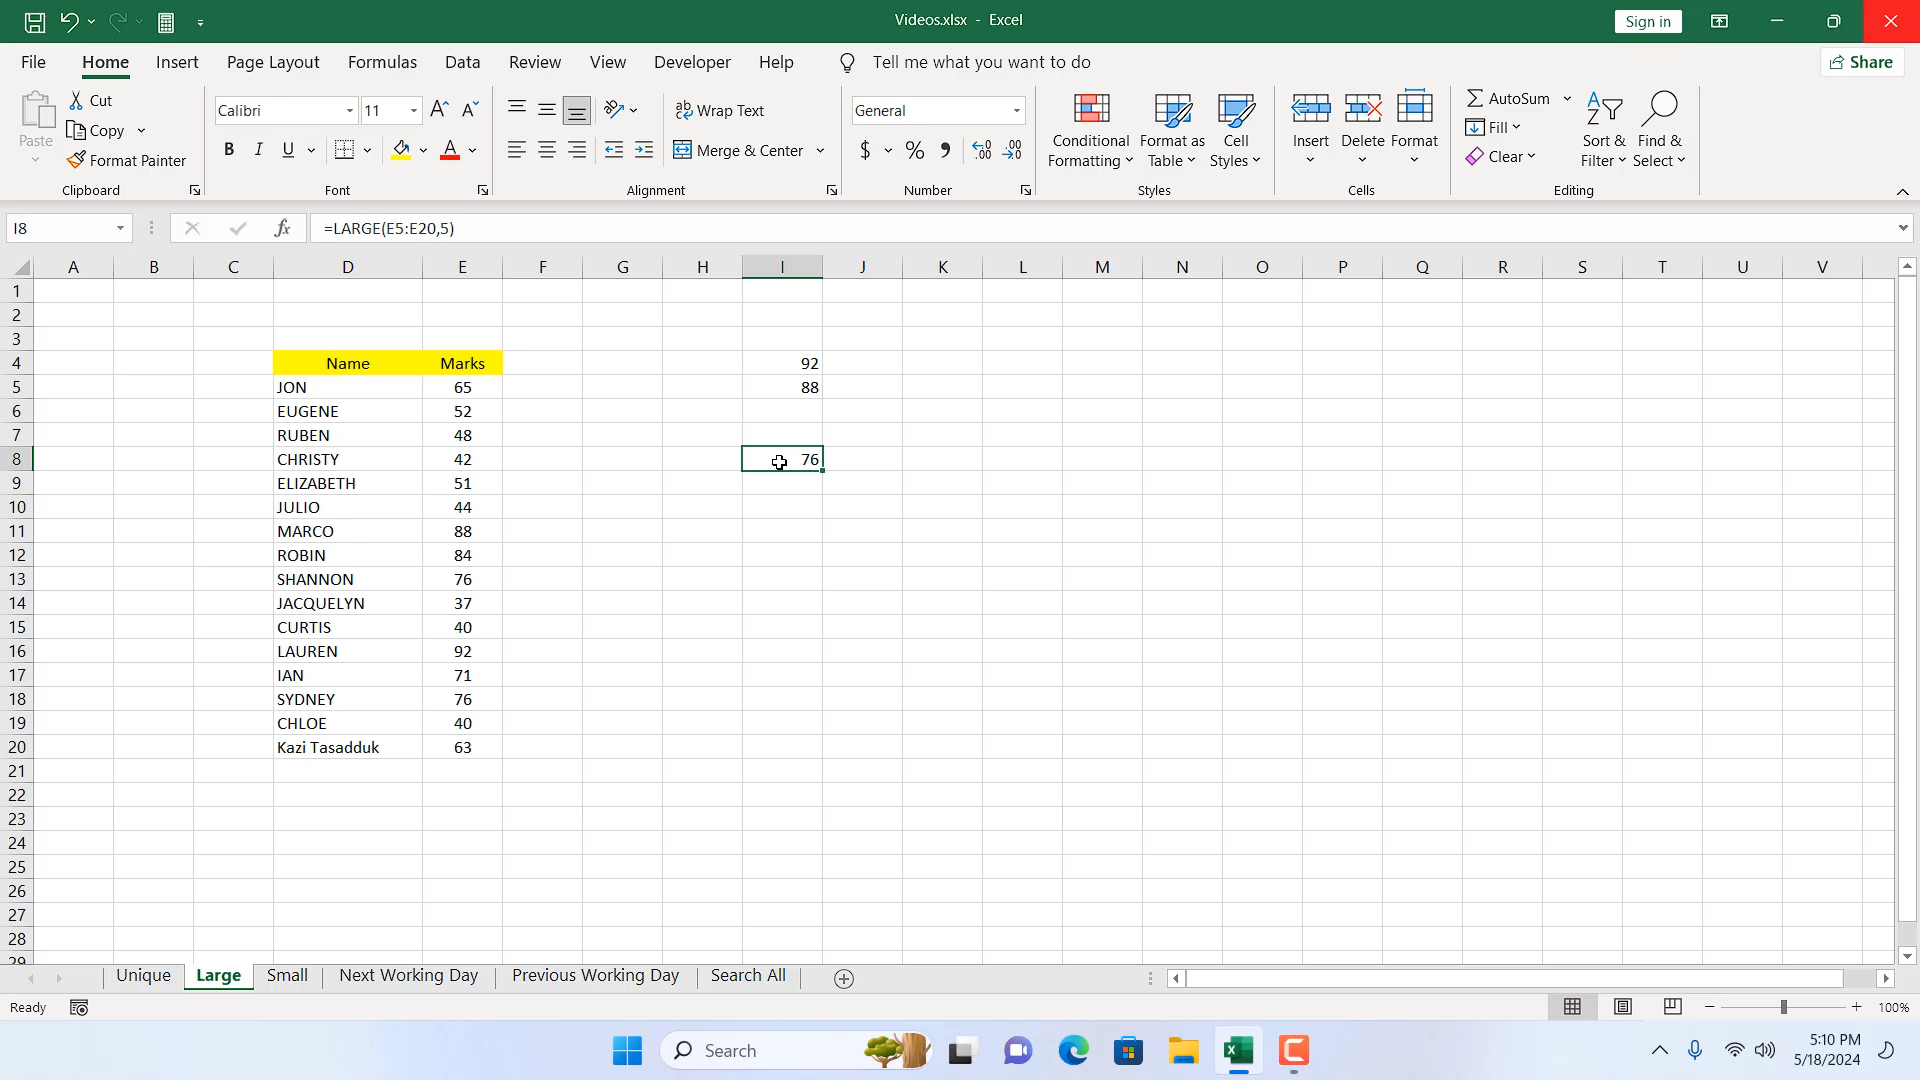 Videos.xlsx - Excel
Sign in
File Home Insert Page Layout Formulas Data Review View Developer Help Tell me what you want to do Share
Paste
Cut
Copy
Format Painter
Clipboard
Calibri 11
B I U A
Font
Wrap Text
Merge & Center
Alignment
General
$ % ,
Number
Conditional Formatting
Format as Table
Cell Styles
Styles
Insert Delete Format
Cells
AutoSum
Fill
Clear
Sort & Filter
Find & Select
Editing
I8 fx =LARGE(E5:E20,5)
A B C D E F G H I J K L M N O P Q R S T U V
1
2
3
4 Name Marks 92
5 JON 65 88
6 EUGENE 52
7 RUBEN 48
8 CHRISTY 42 76
9 ELIZABETH 51
10 JULIO 44
11 MARCO 88
12 ROBIN 84
13 SHANNON 76
14 JACQUELYN 37
15 CURTIS 40
16 LAUREN 92
17 IAN 71
18 SYDNEY 76
19 CHLOE 40
20 Kazi Tasadduk 63
21
22
23
24
25
26
27
28
29
Unique Large Small Next Working Day Previous Working Day Search All
Ready 100%
Search
5:10 PM
5/18/2024